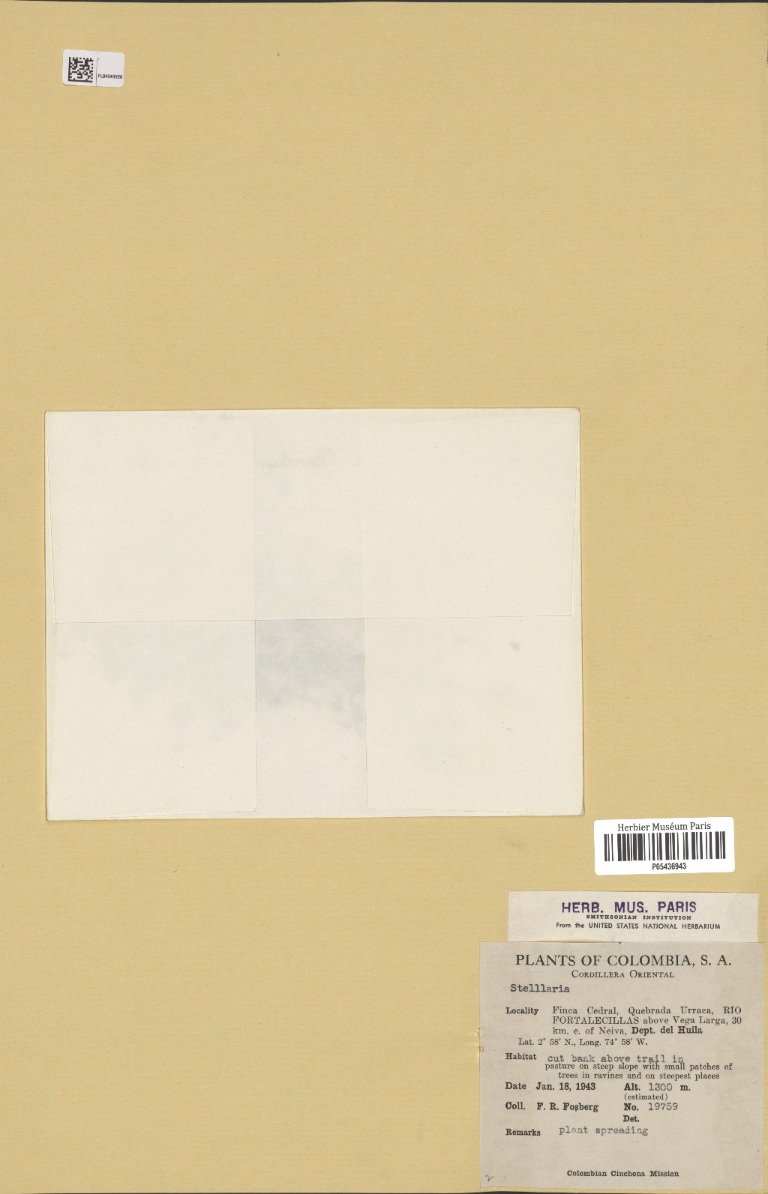 Herbier Muséum Paris
P05436943
HERB. MUS. PARIS
SMITHSONIAN INSTITUTION
From the UNITED STATES NATIONAL HERBARIUM
PLANTS OF COLOMBIA, S. A.
CORDILLERA ORIENTAL
Stelllaria
Locality Finca Cedral, Quebrada Urraca, RIO
FORTALECILLAS above Vega Larga, 30
km. e. of Neiva, Dept. del Huila
Lat. 2° 58' N., Long. 74° 58' W.
Habitat cut bank above trail in
pasture on steep slope with small patches of
trees in ravines and on steepest places
Date Jan. 18, 1943 Alt. 1300 m.
(estimated)
Coll. F. R. Fosberg No. 19759
Det.
Remarks plant spreading
Colombian Cinchona Mission